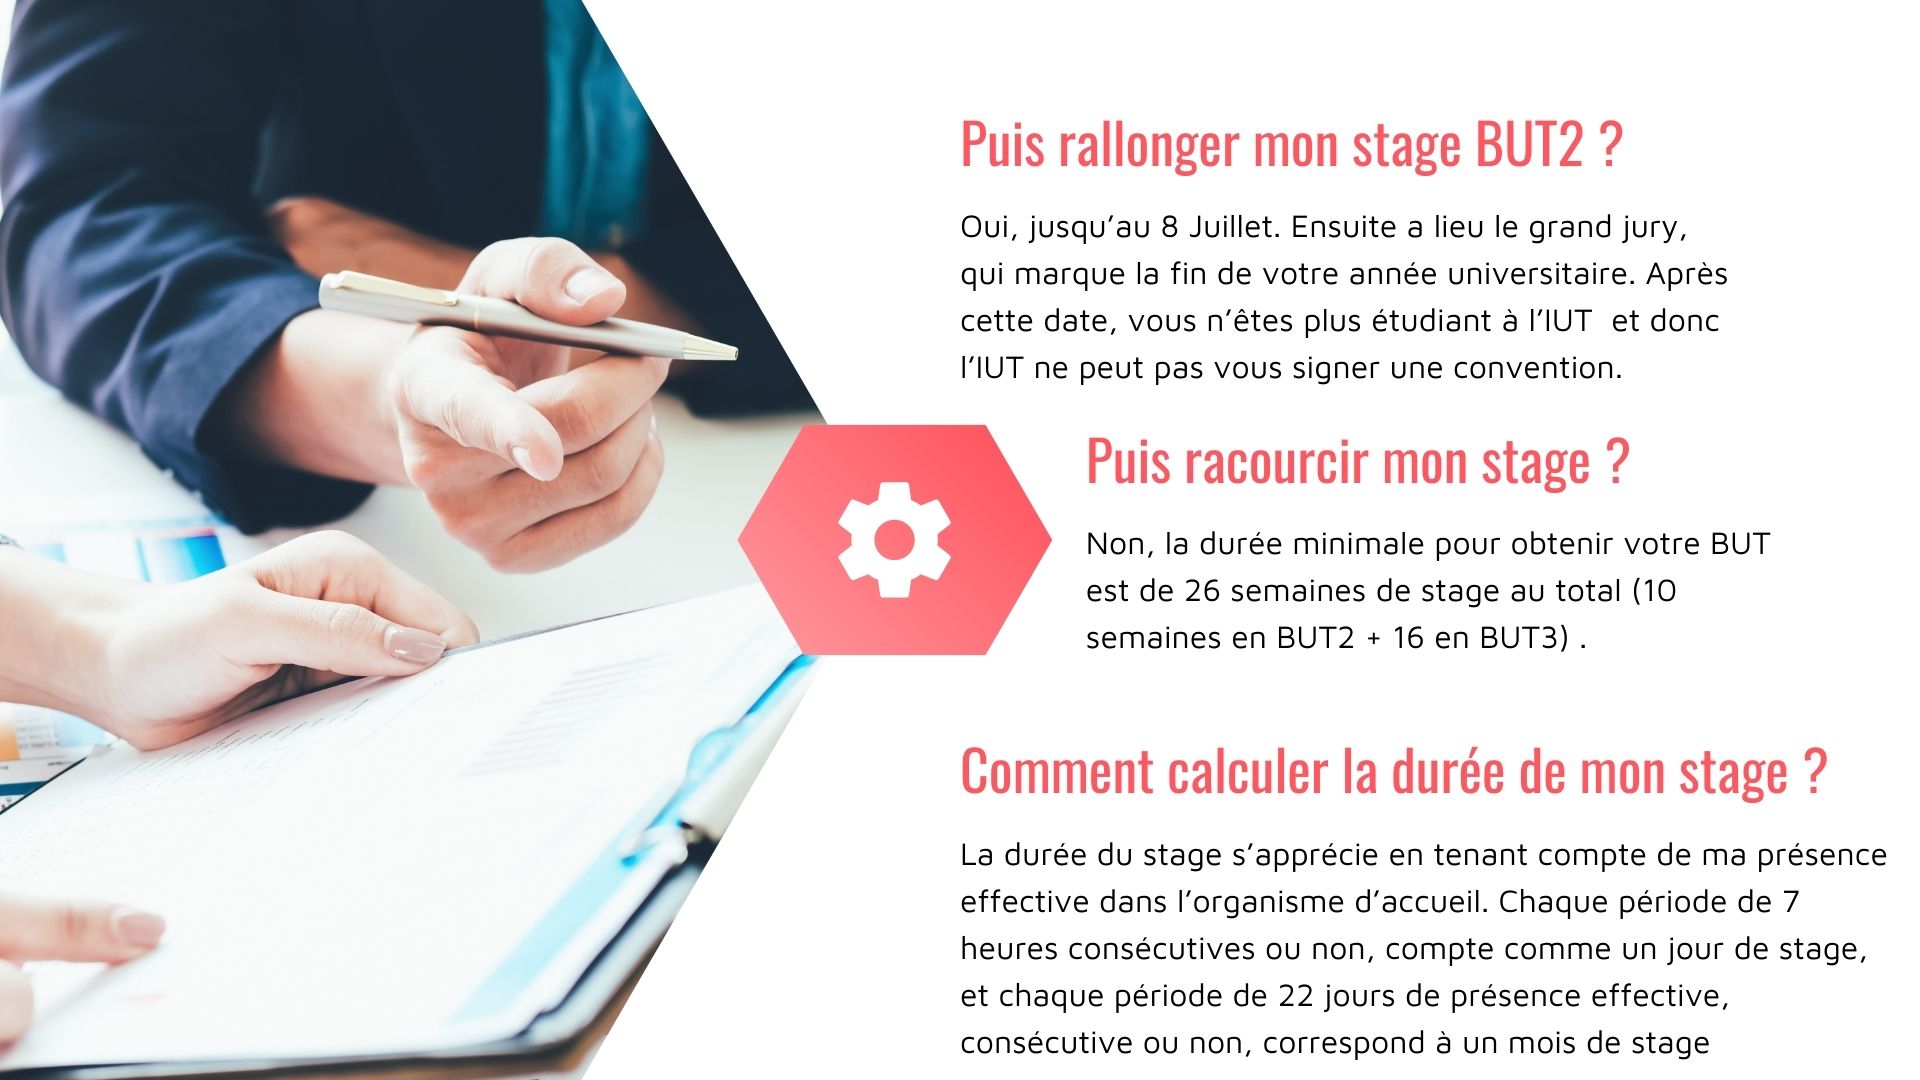 Puis rallonger mon stage BUT2 ?
Oui, jusqu’au 8 Juillet. Ensuite a lieu le grand jury,
qui marque la fin de votre année universitaire. Après
cette date, vous n’êtes plus étudiant à l’IUT  et donc
l’IUT ne peut pas vous signer une convention.
Puis racourcir mon stage ?
Non, la durée minimale pour obtenir votre BUT
est de 26 semaines de stage au total (10
semaines en BUT2 + 16 en BUT3) .
Comment calculer la durée de mon stage ?
La durée du stage s’apprécie en tenant compte de ma présence
effective dans l’organisme d’accueil. Chaque période de 7
heures consécutives ou non, compte comme un jour de stage,
et chaque période de 22 jours de présence effective,
consécutive ou non, correspond à un mois de stage